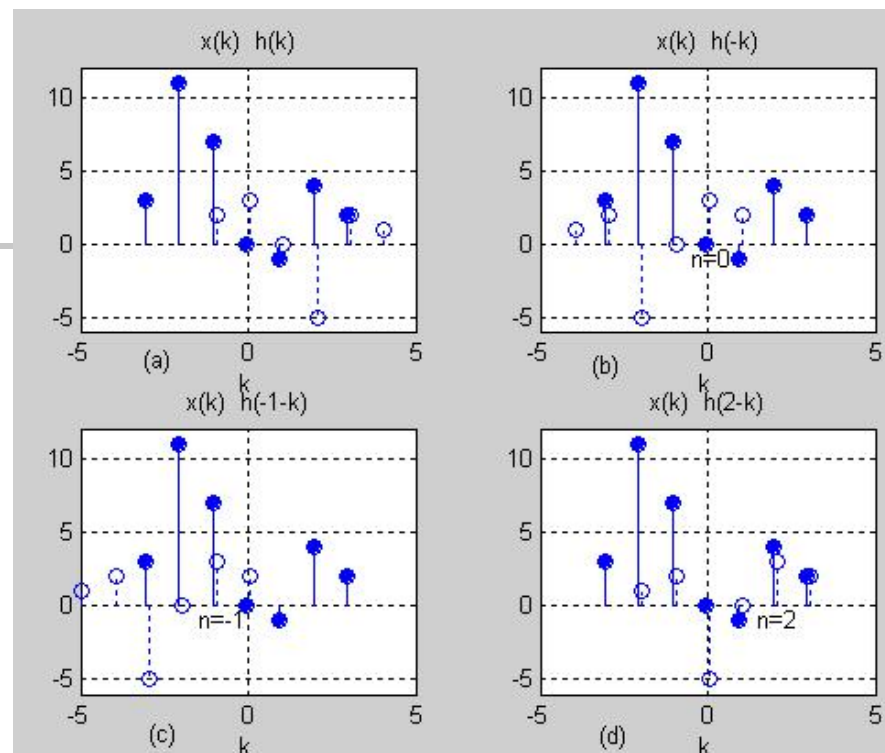 x(k) h(k)
10
5
0
-5
-5 0 5
(a)
k
x(k) h(-k)
10
5
0
-5
n=0
-5 0 5
(b)
k
x(k) h(-1-k)
10
5
0
-5
n=-1
-5 0 5
(c)
k
x(k) h(2-k)
10
5
0
-5
n=2
-5 0 5
(d)
k